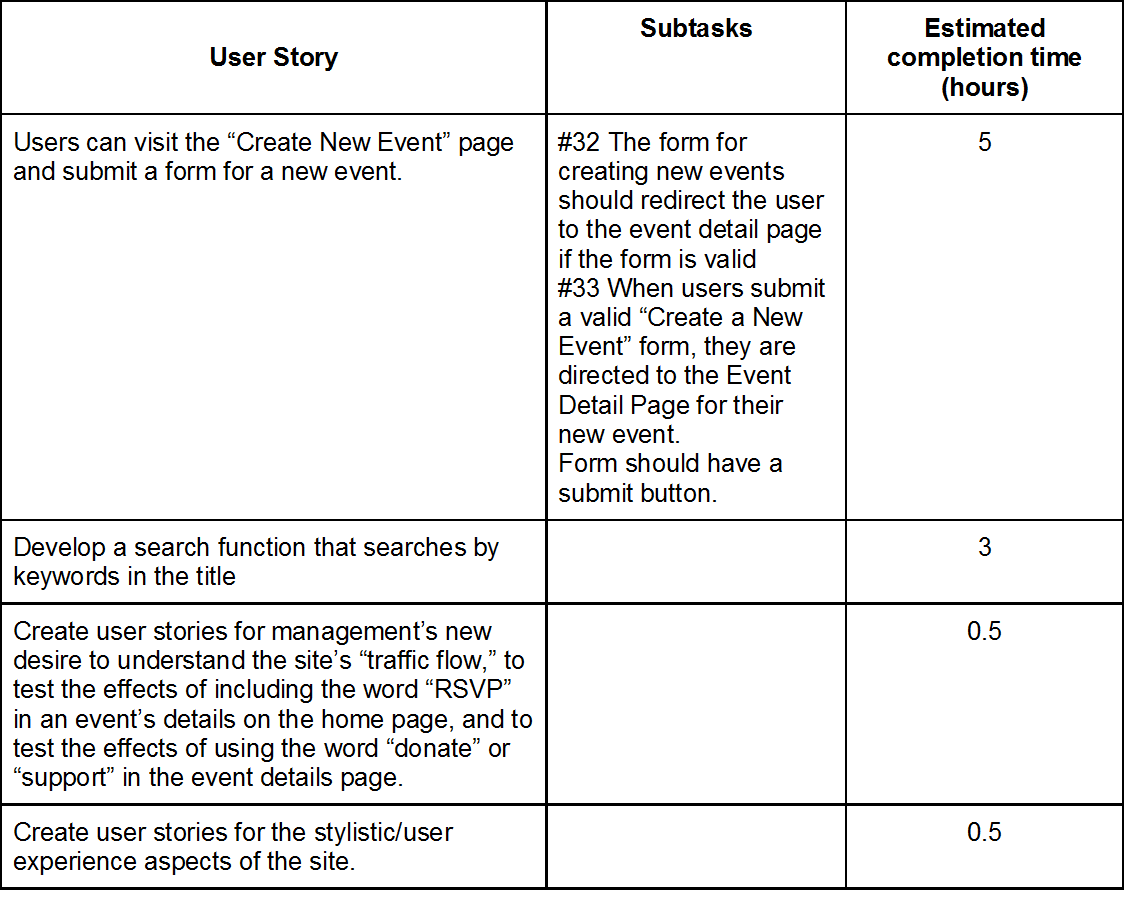 User Story
Subtasks
Estimated
completion time
(hours)
Users can visit the “Create New Event” page
and submit a form for a new event.
#32 The form for
creating new events
should redirect the user
to the event detail page
if the form is valid
#33 When users submit
a valid “Create a New
Event” form, they are
directed to the Event
Detail Page for their
new event.
Form should have a
submit button.
5
Develop a search function that searches by
keywords in the title
3
Create user stories for management’s new
desire to understand the site’s “traffic flow,” to
test the effects of including the word “RSVP”
in an event’s details on the home page, and to
test the effects of using the word “donate” or
“support” in the event details page.
0.5
Create user stories for the stylistic/user
experience aspects of the site.
0.5